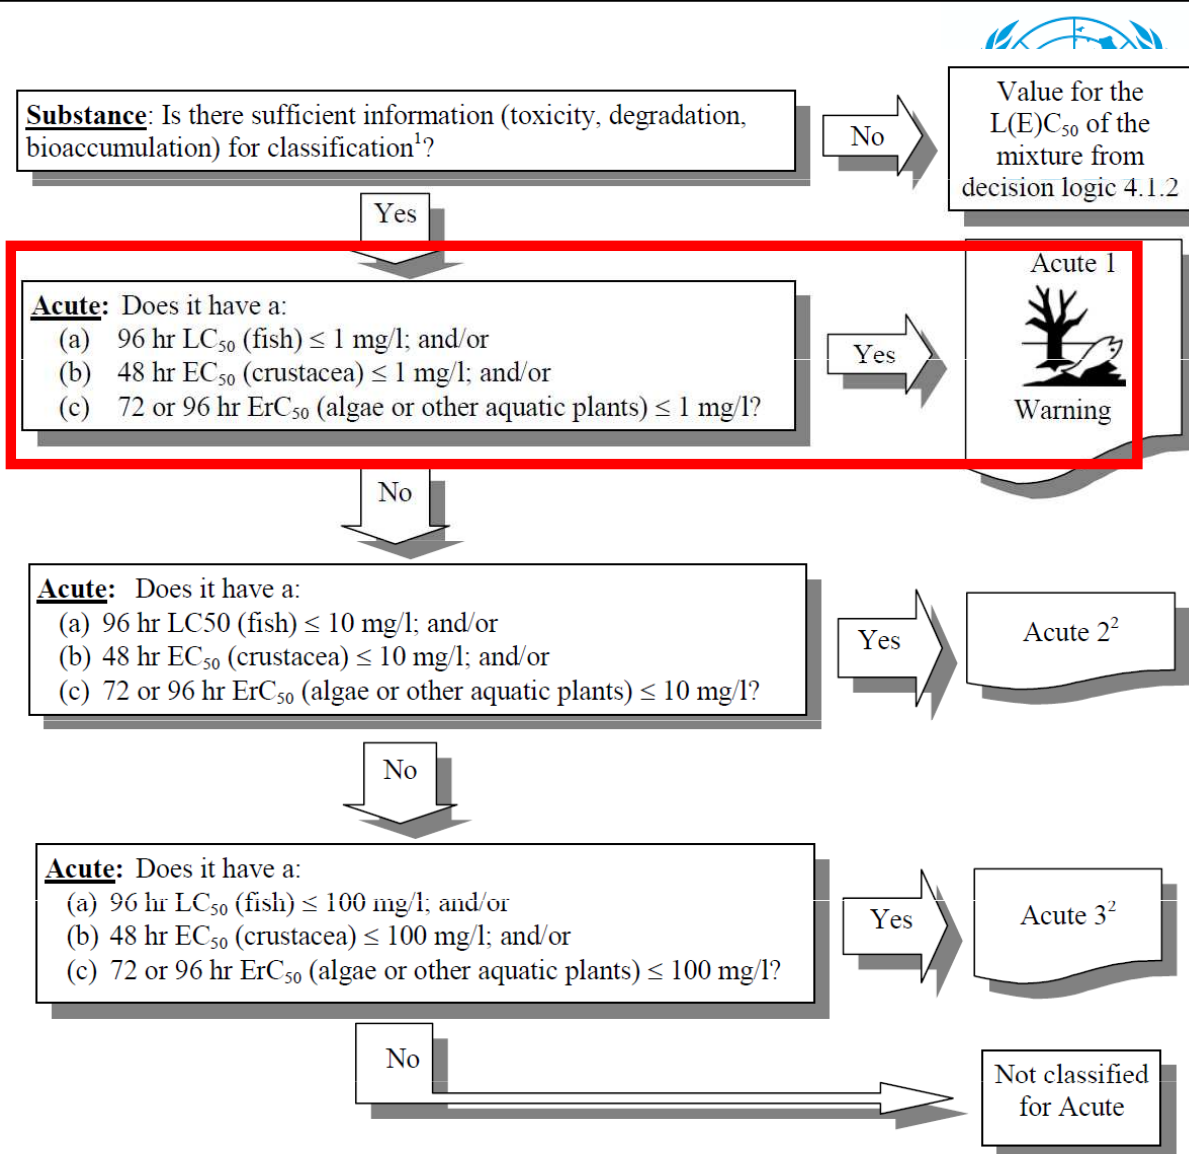 Substance: Is there sufficient information (toxicity, degradation,
bioaccumulation) for classification¹?
No
Value for the
L(E)C₅₀ of the
mixture from
decision logic 4.1.2
Yes
Acute: Does it have a:
(a) 96 hr LC₅₀ (fish) ≤ 1 mg/l; and/or
(b) 48 hr EC₅₀ (crustacea) ≤ 1 mg/l; and/or
(c) 72 or 96 hr ErC₅₀ (algae or other aquatic plants) ≤ 1 mg/l?
Yes
Acute 1
Warning
No
Acute: Does it have a:
(a) 96 hr LC50 (fish) ≤ 10 mg/l; and/or
(b) 48 hr EC₅₀ (crustacea) ≤ 10 mg/l; and/or
(c) 72 or 96 hr ErC₅₀ (algae or other aquatic plants) ≤ 10 mg/l?
Yes
Acute 2²
No
Acute: Does it have a:
(a) 96 hr LC₅₀ (fish) ≤ 100 mg/l; and/or
(b) 48 hr EC₅₀ (crustacea) ≤ 100 mg/l; and/or
(c) 72 or 96 hr ErC₅₀ (algae or other aquatic plants) ≤ 100 mg/l?
Yes
Acute 3²
No
Not classified
for Acute